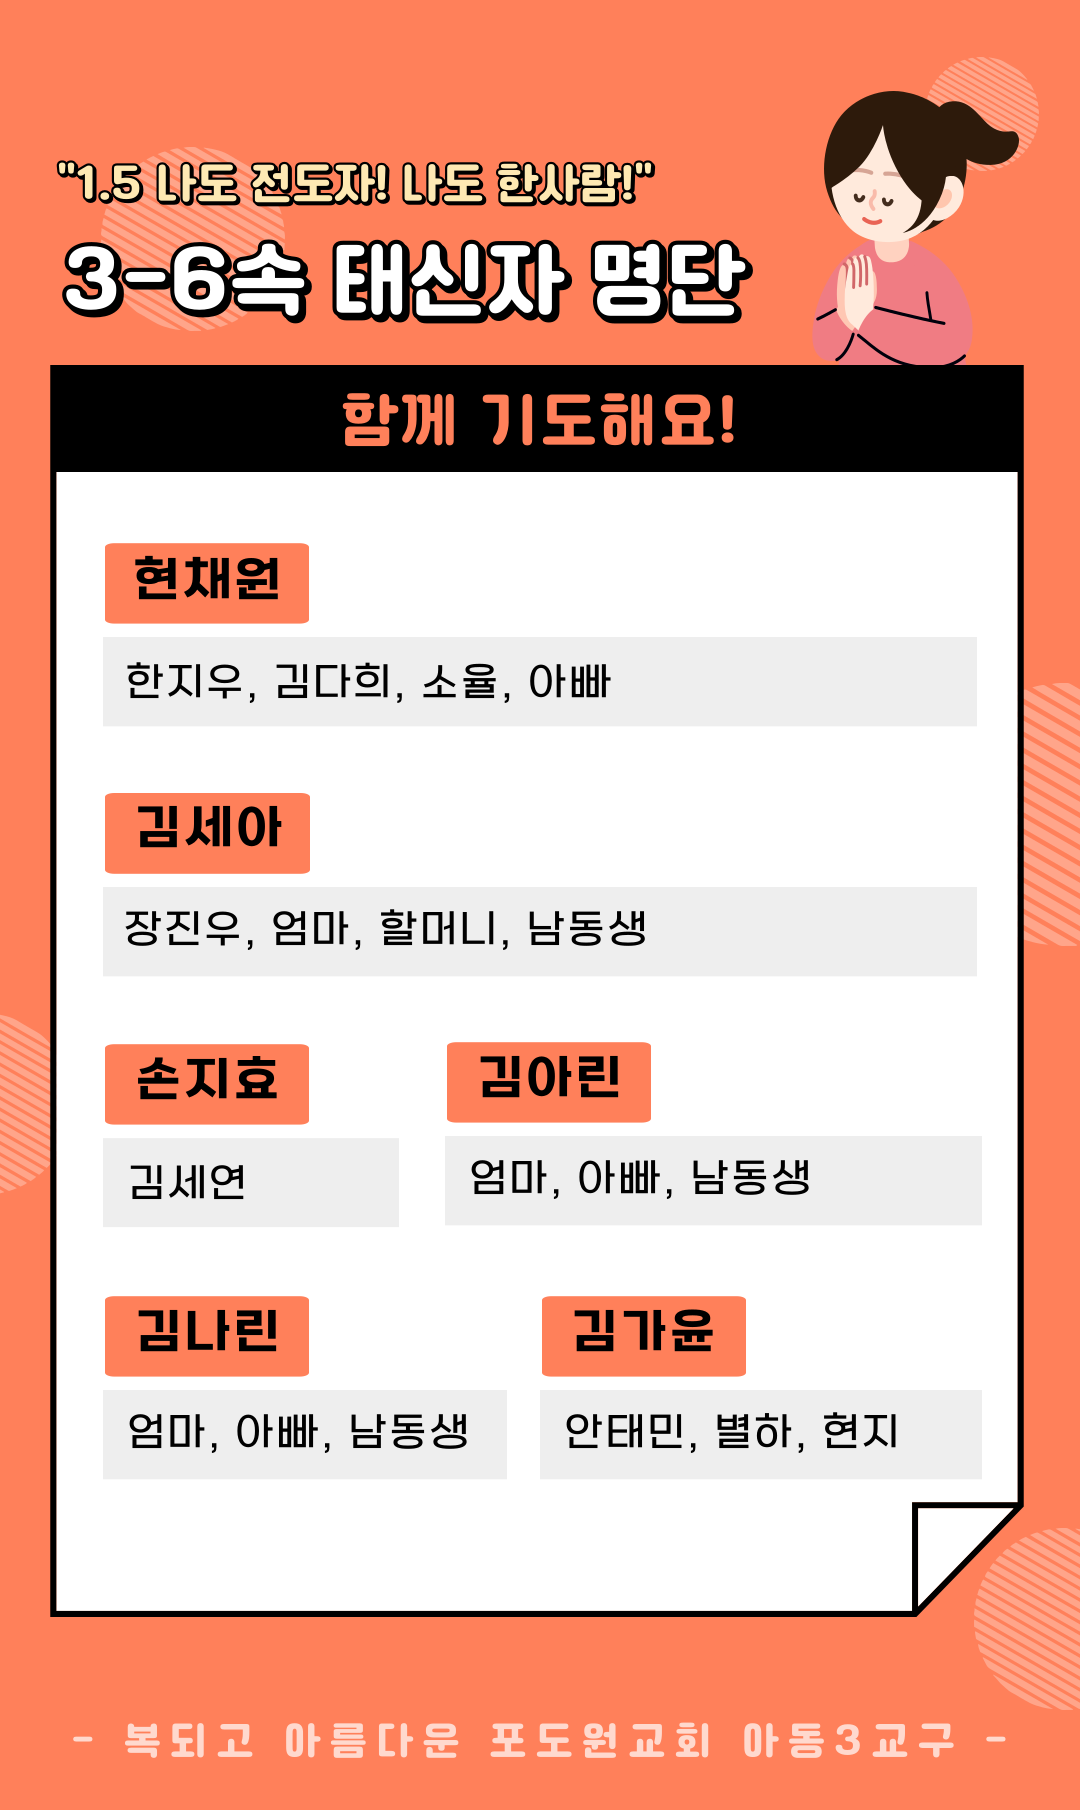 "1.5 나도 전도자! 나도 한사람!"
3-6속 태신자 명단
함께 기도해요!
현채원
한지우, 김다희, 소율, 아빠
김세아
장진우, 엄마, 할머니, 남동생
손지효
김세연
김아린
엄마, 아빠, 남동생
김나린
엄마, 아빠, 남동생
김가윤
안태민, 별하, 현지
- 복되고 아름다운 포도원교회 아동3교구 -